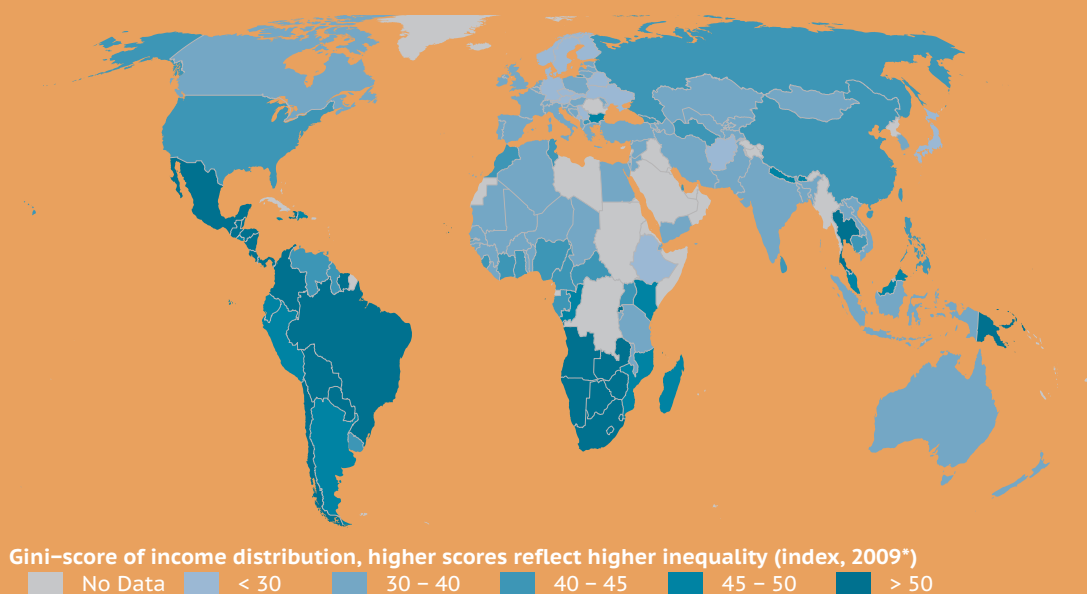 Gini–score of income distribution, higher scores reflect higher inequality (index, 2009*)
No Data < 30 30 – 40 40 – 45 45 – 50 > 50